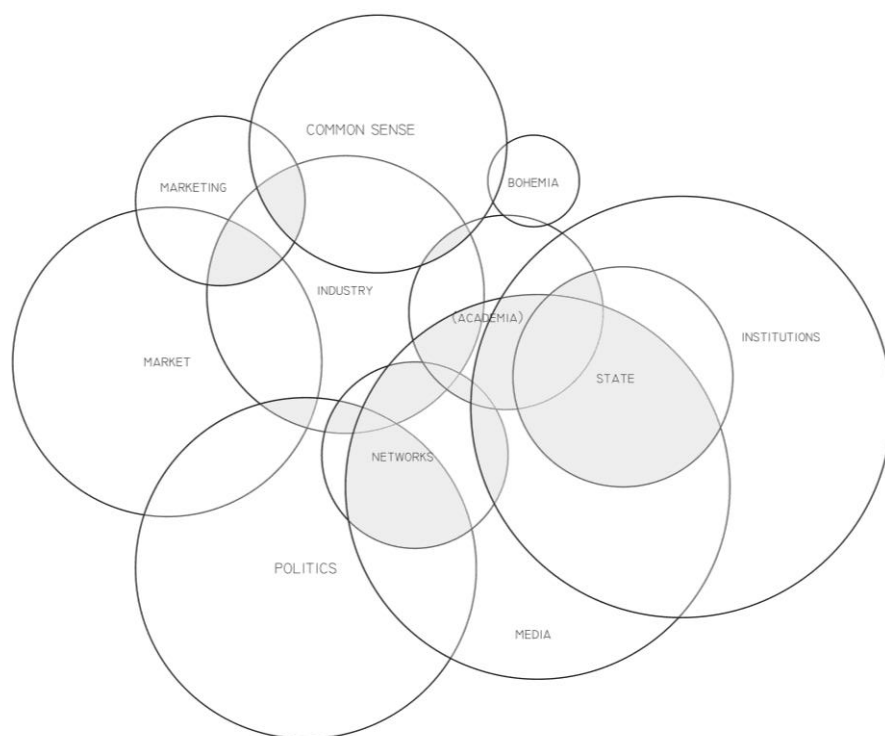 COMMON SENSE
MARKETING
BOHEMIA
INDUSTRY
(ACADEMIA)
INSTITUTIONS
MARKET
STATE
NETWORKS
POLITICS
MEDIA